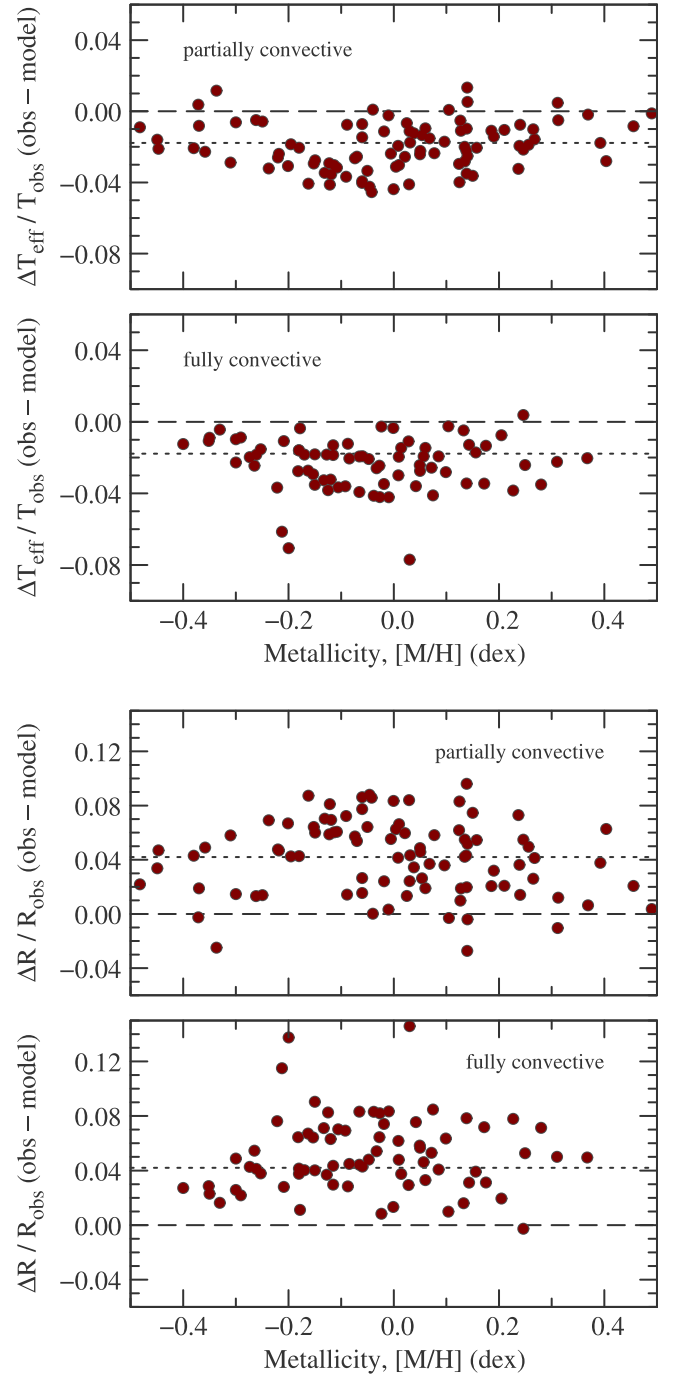 partially convective
ΔT_eff / T_obs (obs − model)
0.04
0.00
−0.04
−0.08
fully convective
ΔT_eff / T_obs (obs − model)
0.04
0.00
−0.04
−0.08
−0.4 −0.2 0.0 0.2 0.4
Metallicity, [M/H] (dex)
partially convective
ΔR / R_obs (obs − model)
0.12
0.08
0.04
0.00
−0.04
fully convective
ΔR / R_obs (obs − model)
0.12
0.08
0.04
0.00
−0.04
−0.4 −0.2 0.0 0.2 0.4
Metallicity, [M/H] (dex)